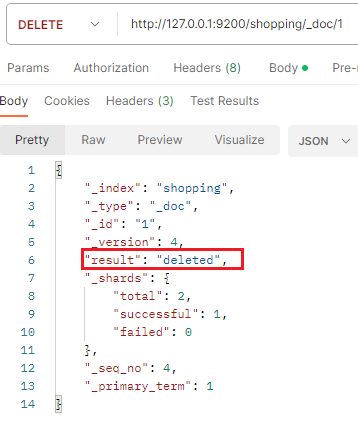 DELETE http://127.0.0.1:9200/shopping/_doc/1
Params Authorization Headers (8) Body Pre-r
Body Cookies Headers (3) Test Results
Pretty Raw Preview Visualize JSON
1 {
2 "_index": "shopping",
3 "_type": "_doc",
4 "_id": "1",
5 "_version": 4,
6 "result": "deleted",
7 "_shards": {
8 "total": 2,
9 "successful": 1,
10 "failed": 0
11 },
12 "_seq_no": 4,
13 "_primary_term": 1
14 }